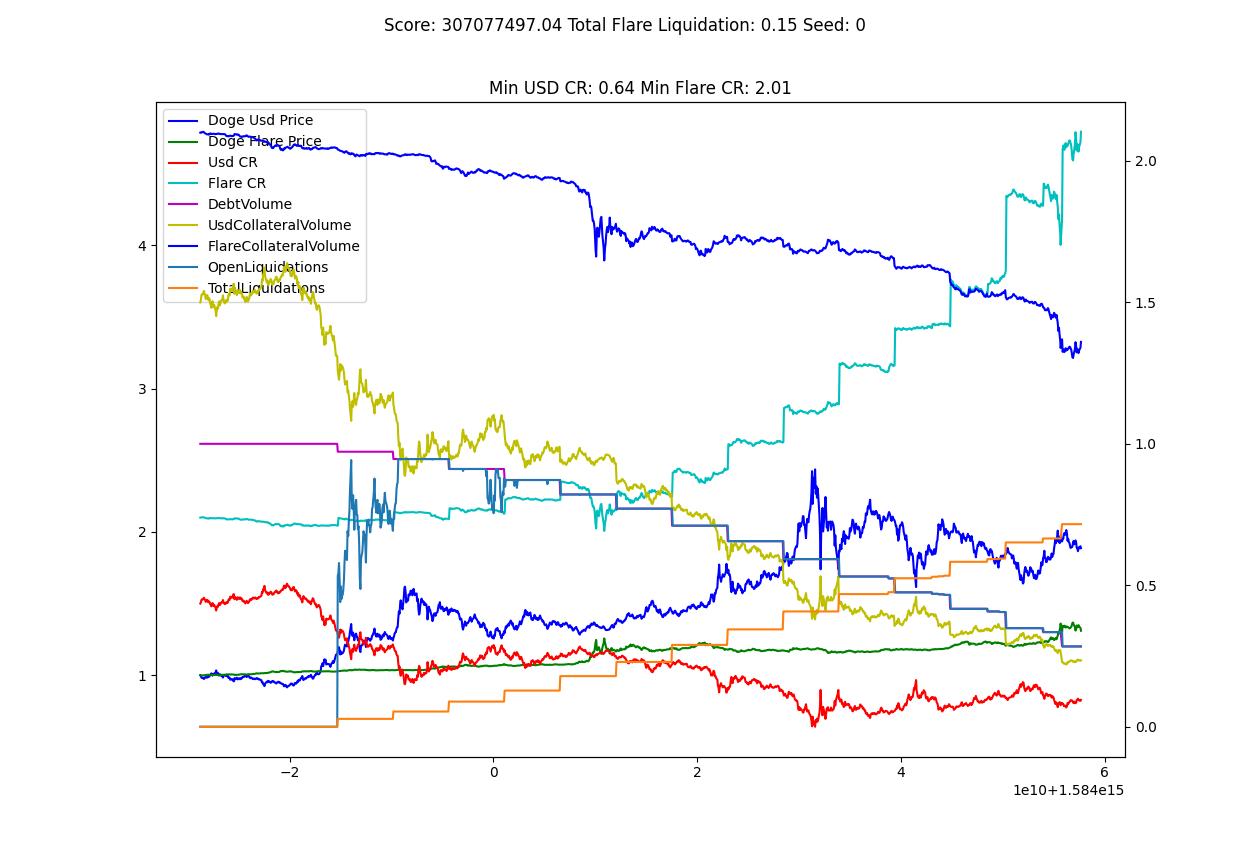 Score: 307077497.04 Total Flare Liquidation: 0.15 Seed: 0
Min USD CR: 0.64 Min Flare CR: 2.01
Doge Usd Price
Doge Flare Price
Usd CR
Flare CR
DebtVolume
UsdCollateralVolume
FlareCollateralVolume
OpenLiquidations
TotalLiquidations
4
3
2
1
2.0
1.5
1.0
0.5
0.0
−2
0
2
4
6
1e10+1.584e15